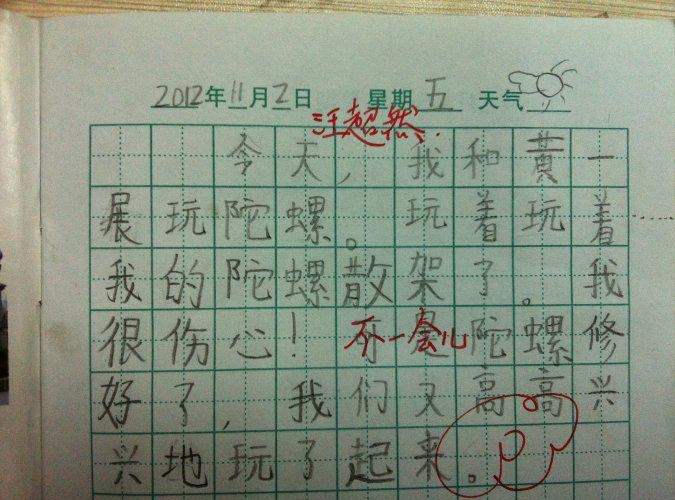 2012年11月2日 星期五 天气
汪超然
今天，我和黄一
展玩陀螺。玩着玩着
我的陀螺散架了。我
很伤心！可是陀螺修
不一会儿
好了，我们又高高兴
兴地玩了起来。